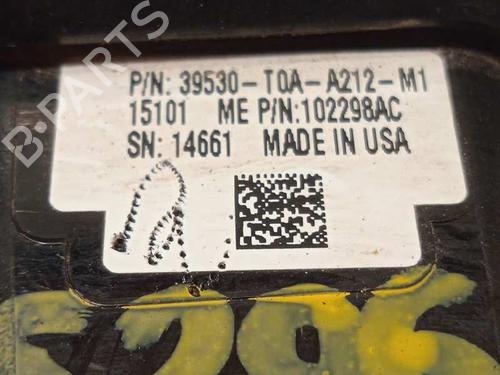 P/N: 39530-T0A-A212-M1
15101 ME P/N:102298AC
SN: 14661 MADE IN USA
B-PARTS